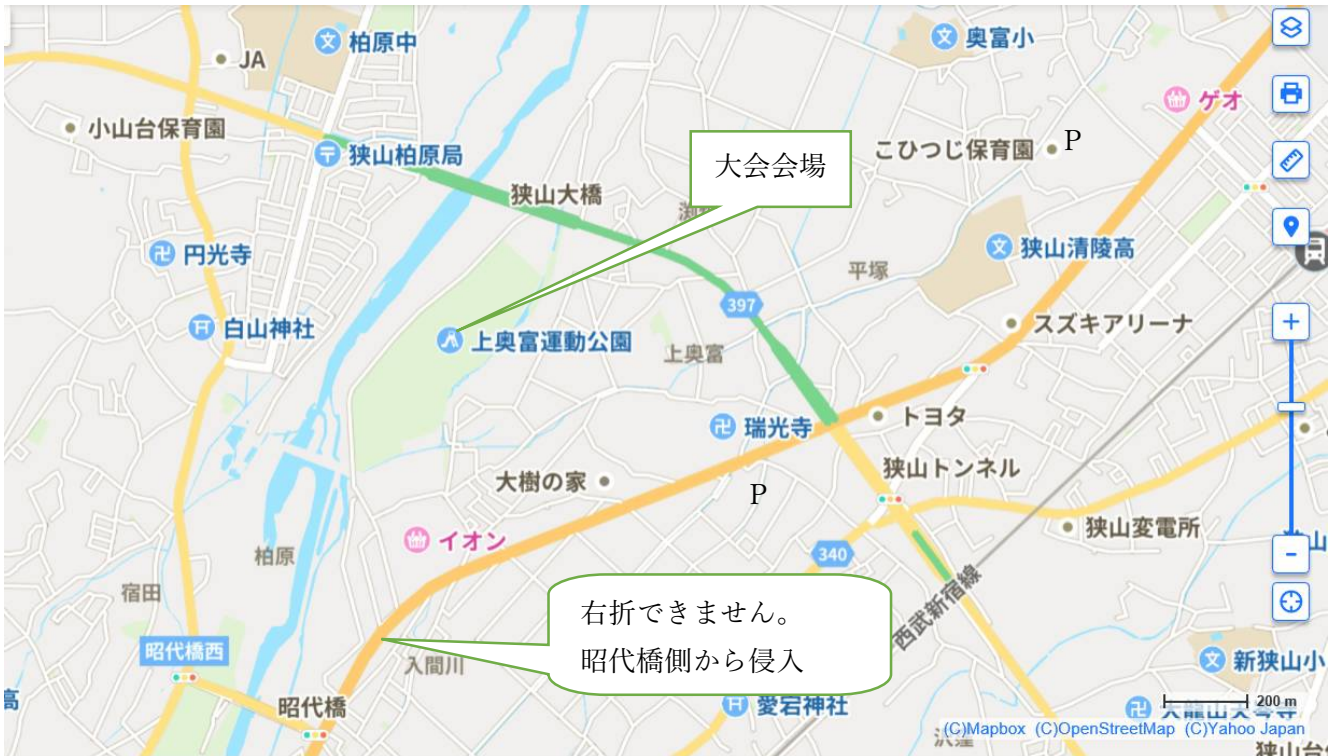 柏原中
奥富小
JA
ゲオ
小山台保育園
狭山柏原局
大会会場
こひつじ保育園
P
狭山大橋
円光寺
狭山清陵高
平塚
397
白山神社
上奥富運動公園
上奥富
スズキアリーナ
瑞光寺
トヨタ
大樹の家
狭山トンネル
P
イオン
狭山変電所
柏原
340
宿田
右折できません。
昭代橋側から侵入
西武新宿線
昭代橋西
入間川
新狭山小
高
昭代橋
愛宕神社
200 m
(C)Mapbox (C)OpenStreetMap (C)Yahoo Japan
狭山台